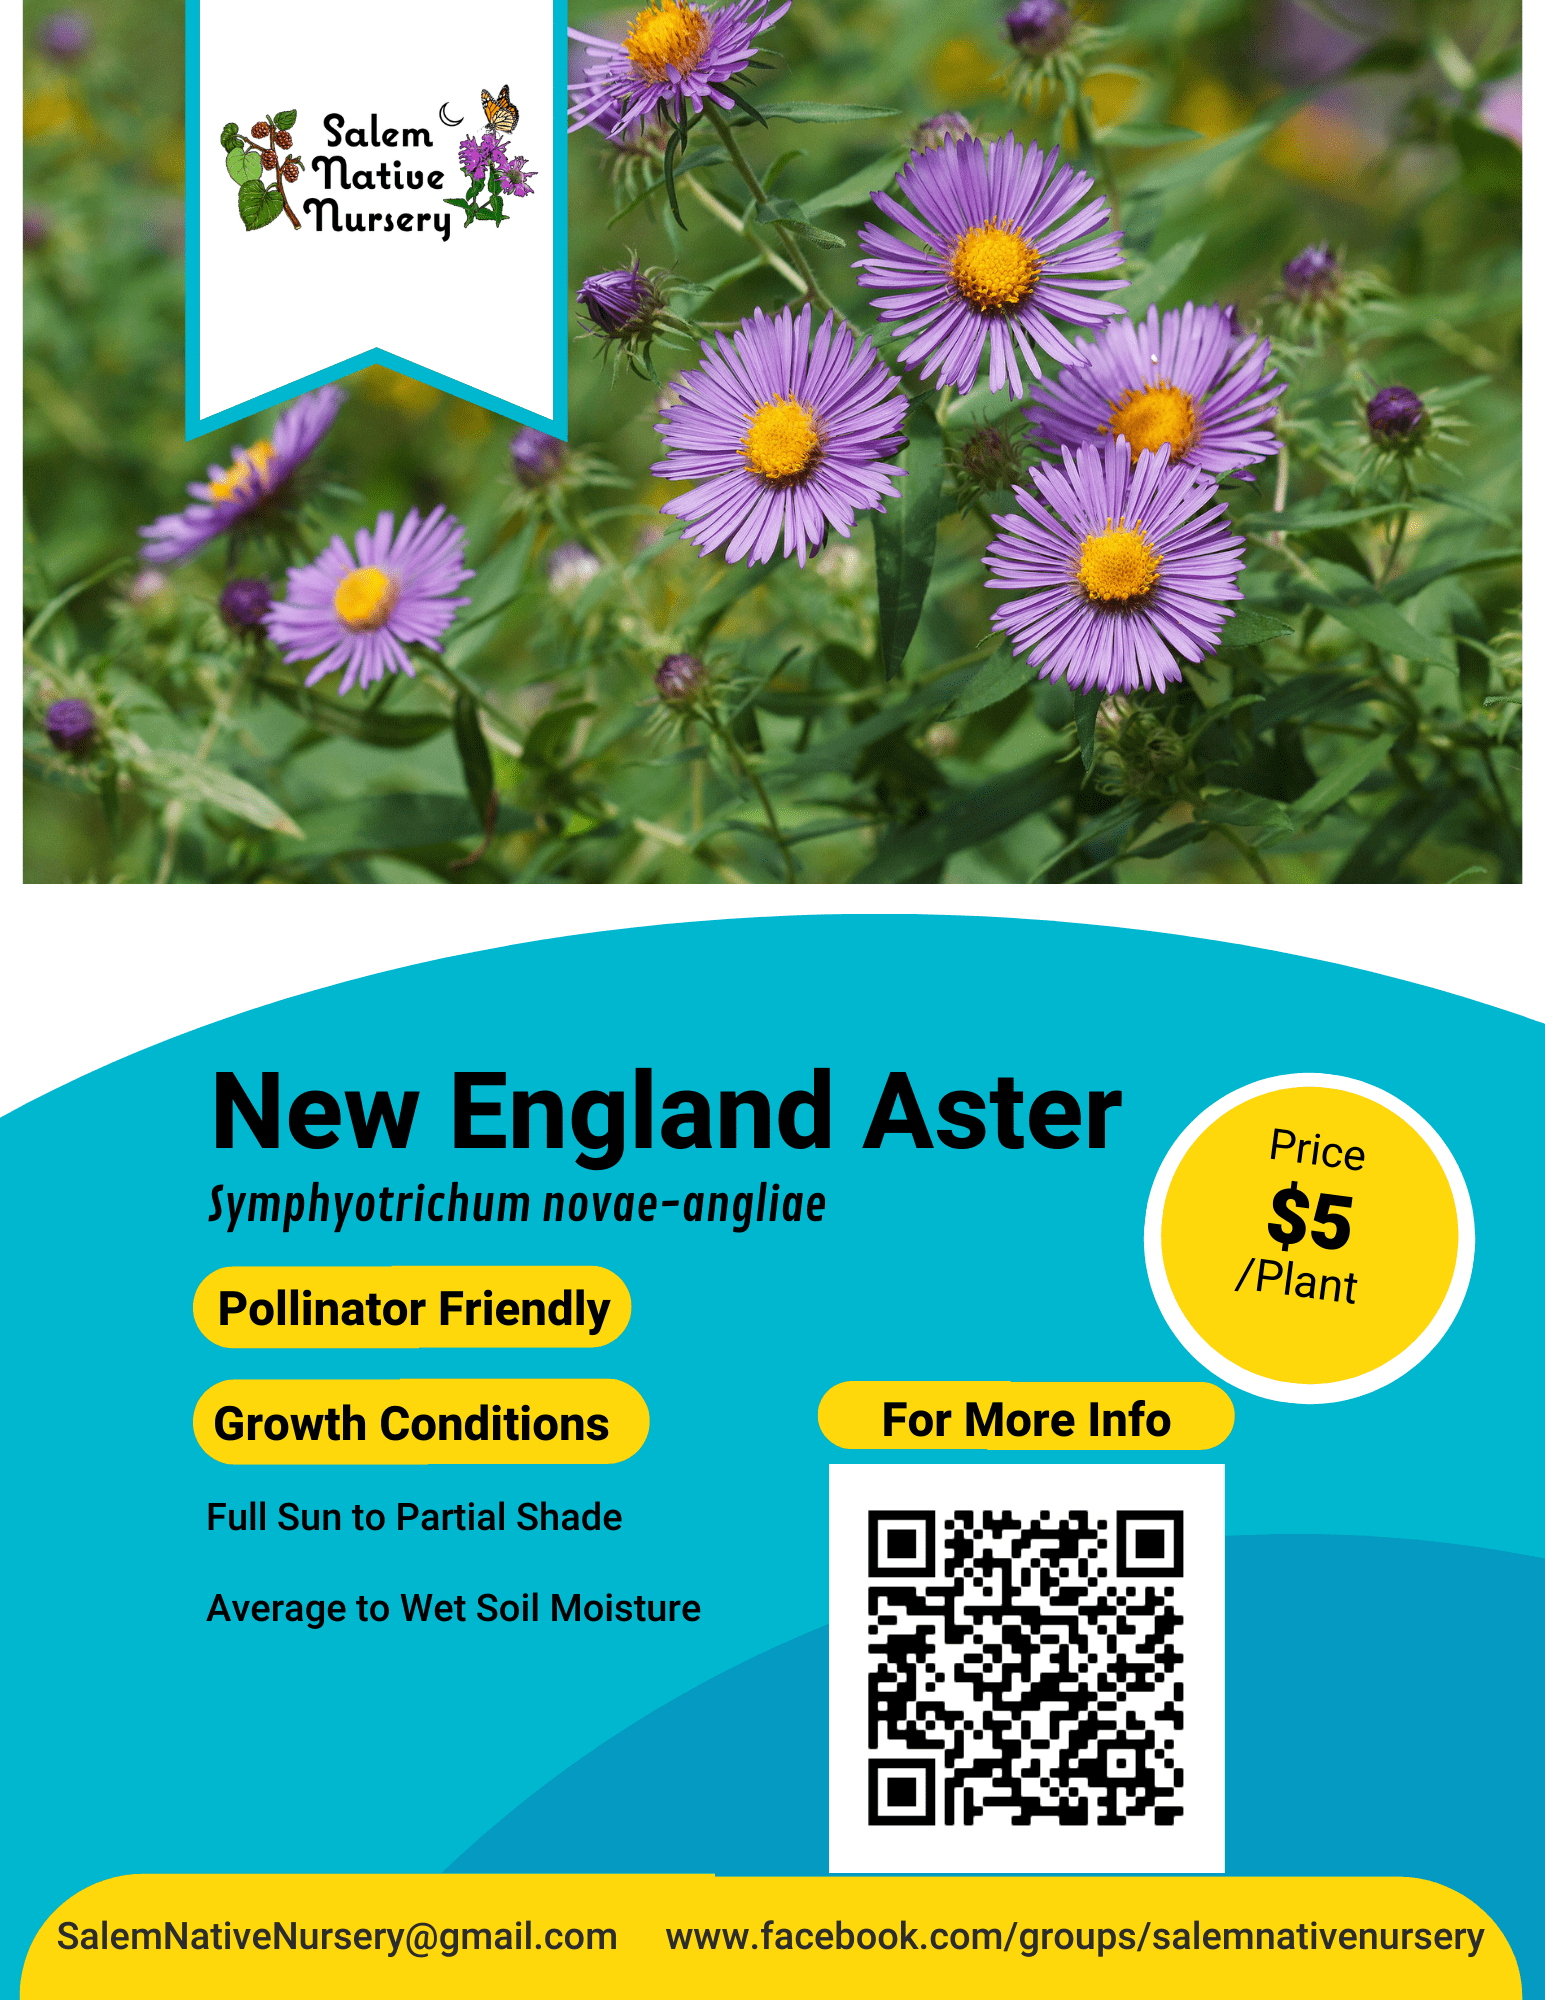 Salem
Native
Nursery
New England Aster
Symphyotrichum novae-angliae
Price
$5
/Plant
Pollinator Friendly
Growth Conditions
For More Info
Full Sun to Partial Shade
Average to Wet Soil Moisture
SalemNativeNursery@gmail.com
www.facebook.com/groups/salemnativenursery